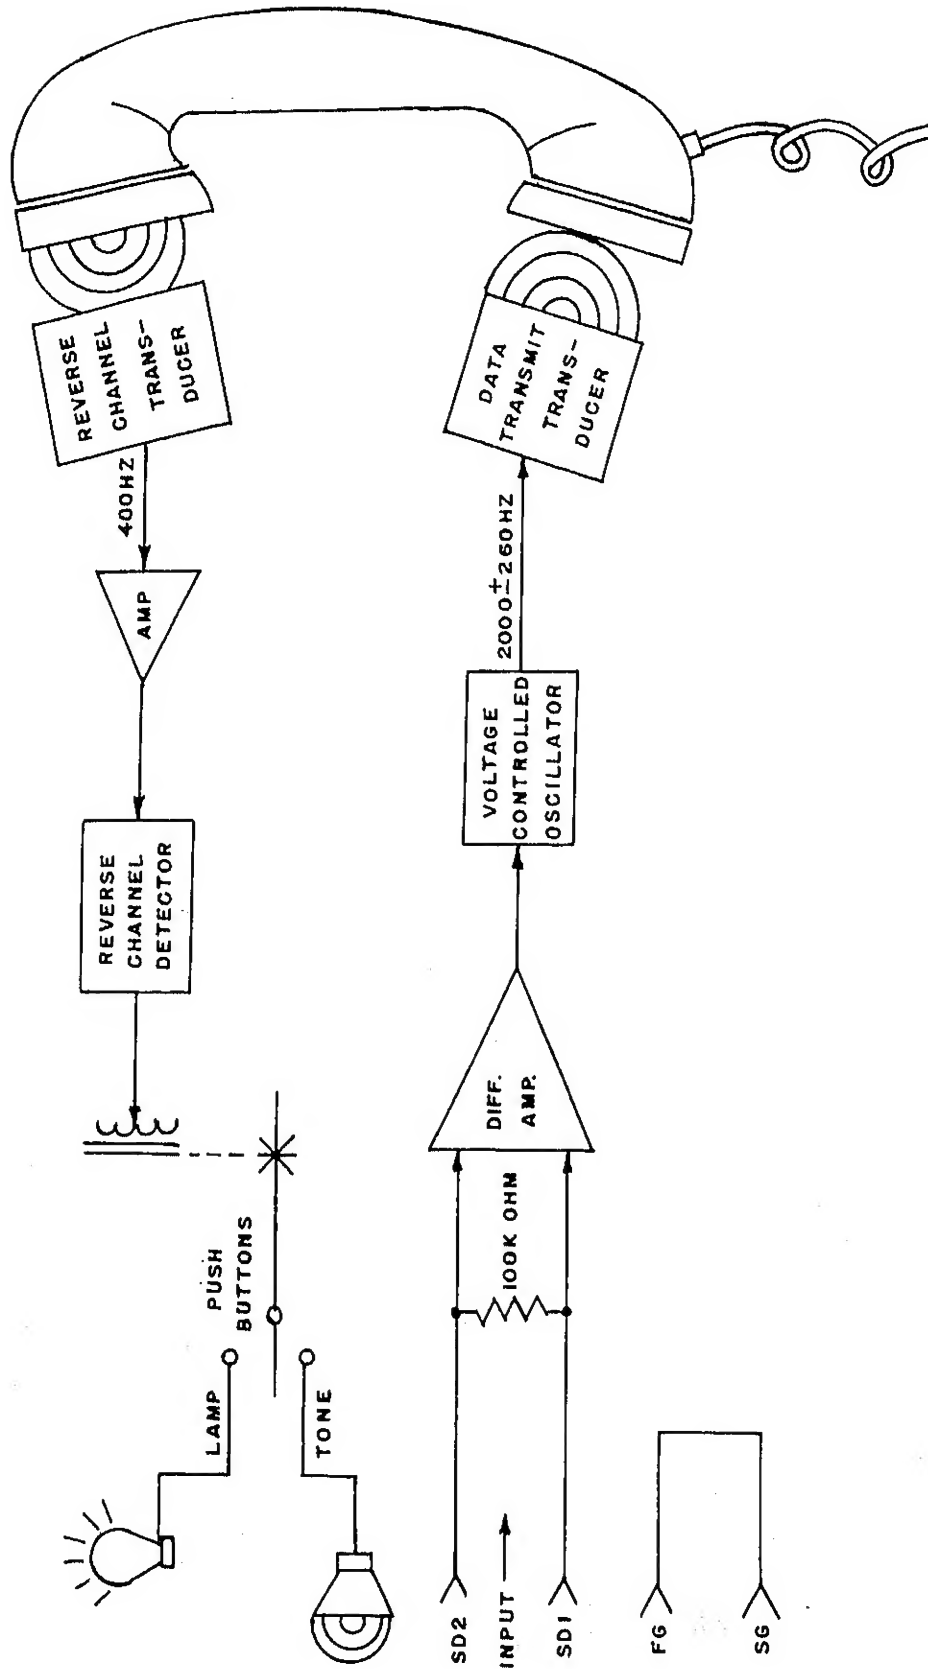 REVERSE
CHANNEL
TRANS-
DUCER
400HZ
AMP
REVERSE
CHANNEL
DETECTOR
PUSH
BUTTONS
LAMP
TONE
DATA
TRANSMIT
TRANS-
DUCER
2000±260HZ
VOLTAGE
CONTROLLED
OSCILLATOR
DIFF.
AMP.
100K OHM
SD2
INPUT
SD1
FG
SG